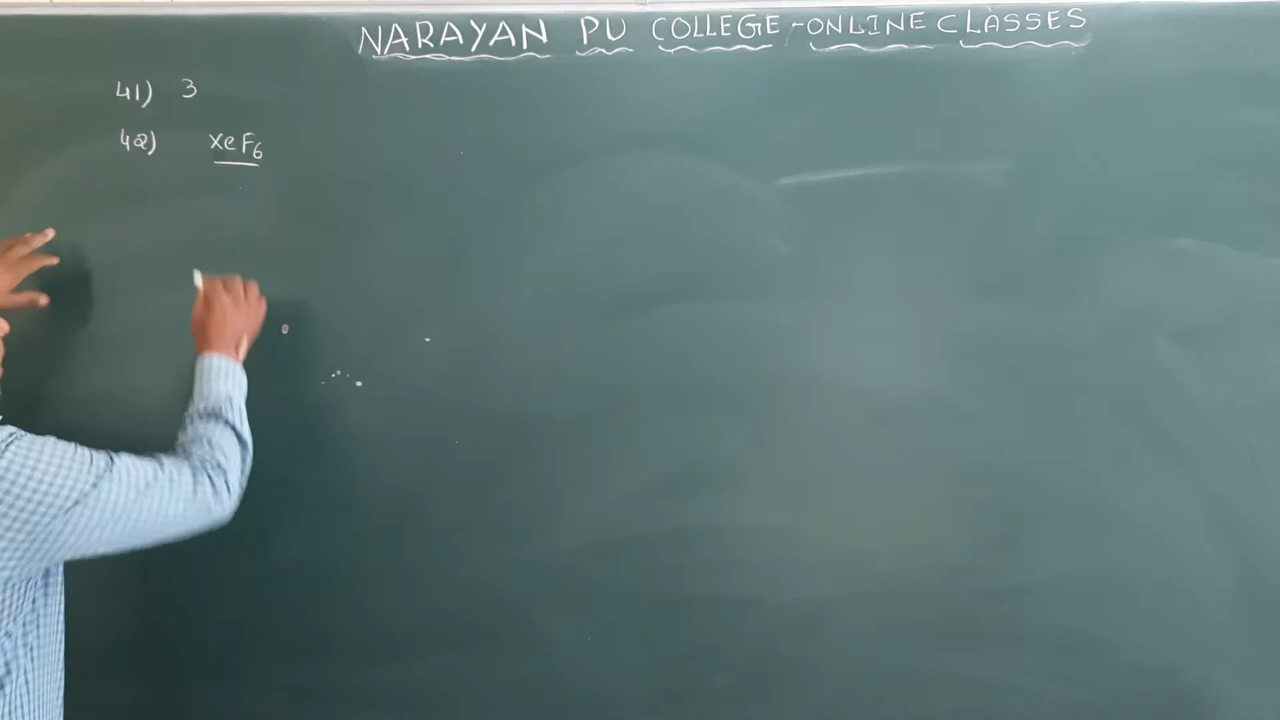 NARAYAN PU COLLEGE - ONLINE CLASSES
41) 3
42) XeF₆